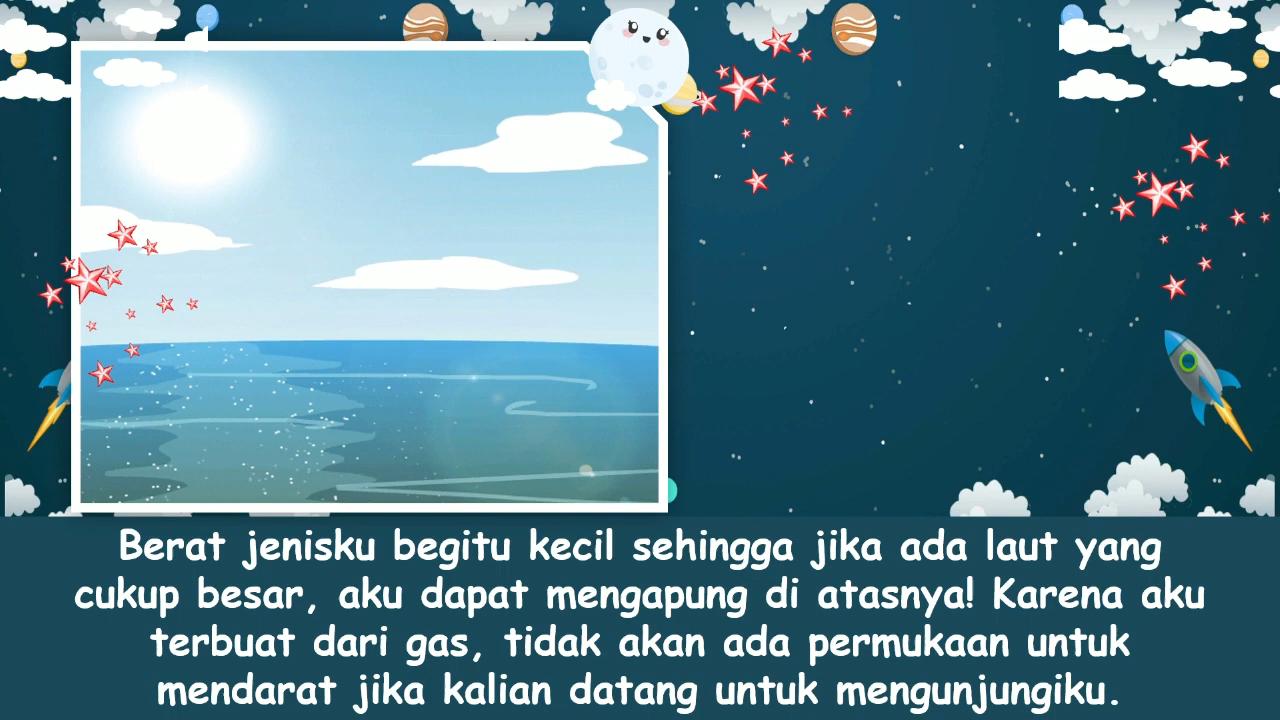 Berat jenisku begitu kecil sehingga jika ada laut yang
cukup besar, aku dapat mengapung di atasnya! Karena aku
terbuat dari gas, tidak akan ada permukaan untuk
mendarat jika kalian datang untuk mengunjungiku.